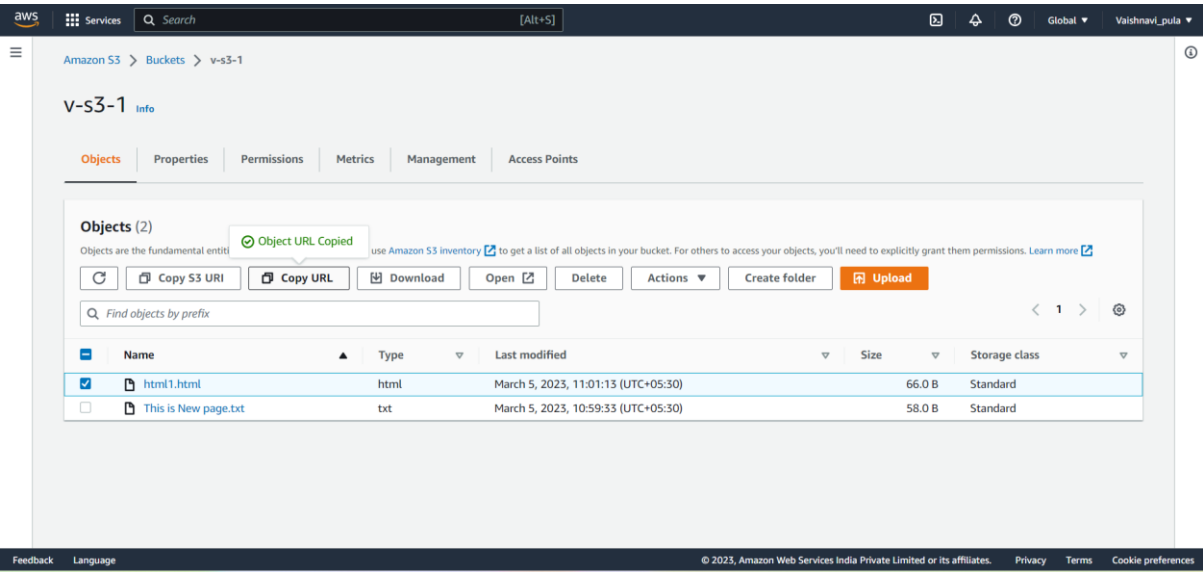 aws Services Search [Alt+S] Global ▼ Vaishnavi_pula ▼
Amazon S3 > Buckets > v-s3-1
v-s3-1 Info
Objects Properties Permissions Metrics Management Access Points
Objects (2)
Object URL Copied
Objects are the fundamental entiti use Amazon S3 inventory to get a list of all objects in your bucket. For others to access your objects, you'll need to explicitly grant them permissions. Learn more
Copy S3 URI Copy URL Download Open Delete Actions ▼ Create folder Upload
Find objects by prefix < 1 >
Name ▲ Type Last modified Size Storage class
html1.html html March 5, 2023, 11:01:13 (UTC+05:30) 66.0 B Standard
This is New page.txt txt March 5, 2023, 10:59:33 (UTC+05:30) 58.0 B Standard
Feedback Language © 2023, Amazon Web Services India Private Limited or its affiliates. Privacy Terms Cookie preferences